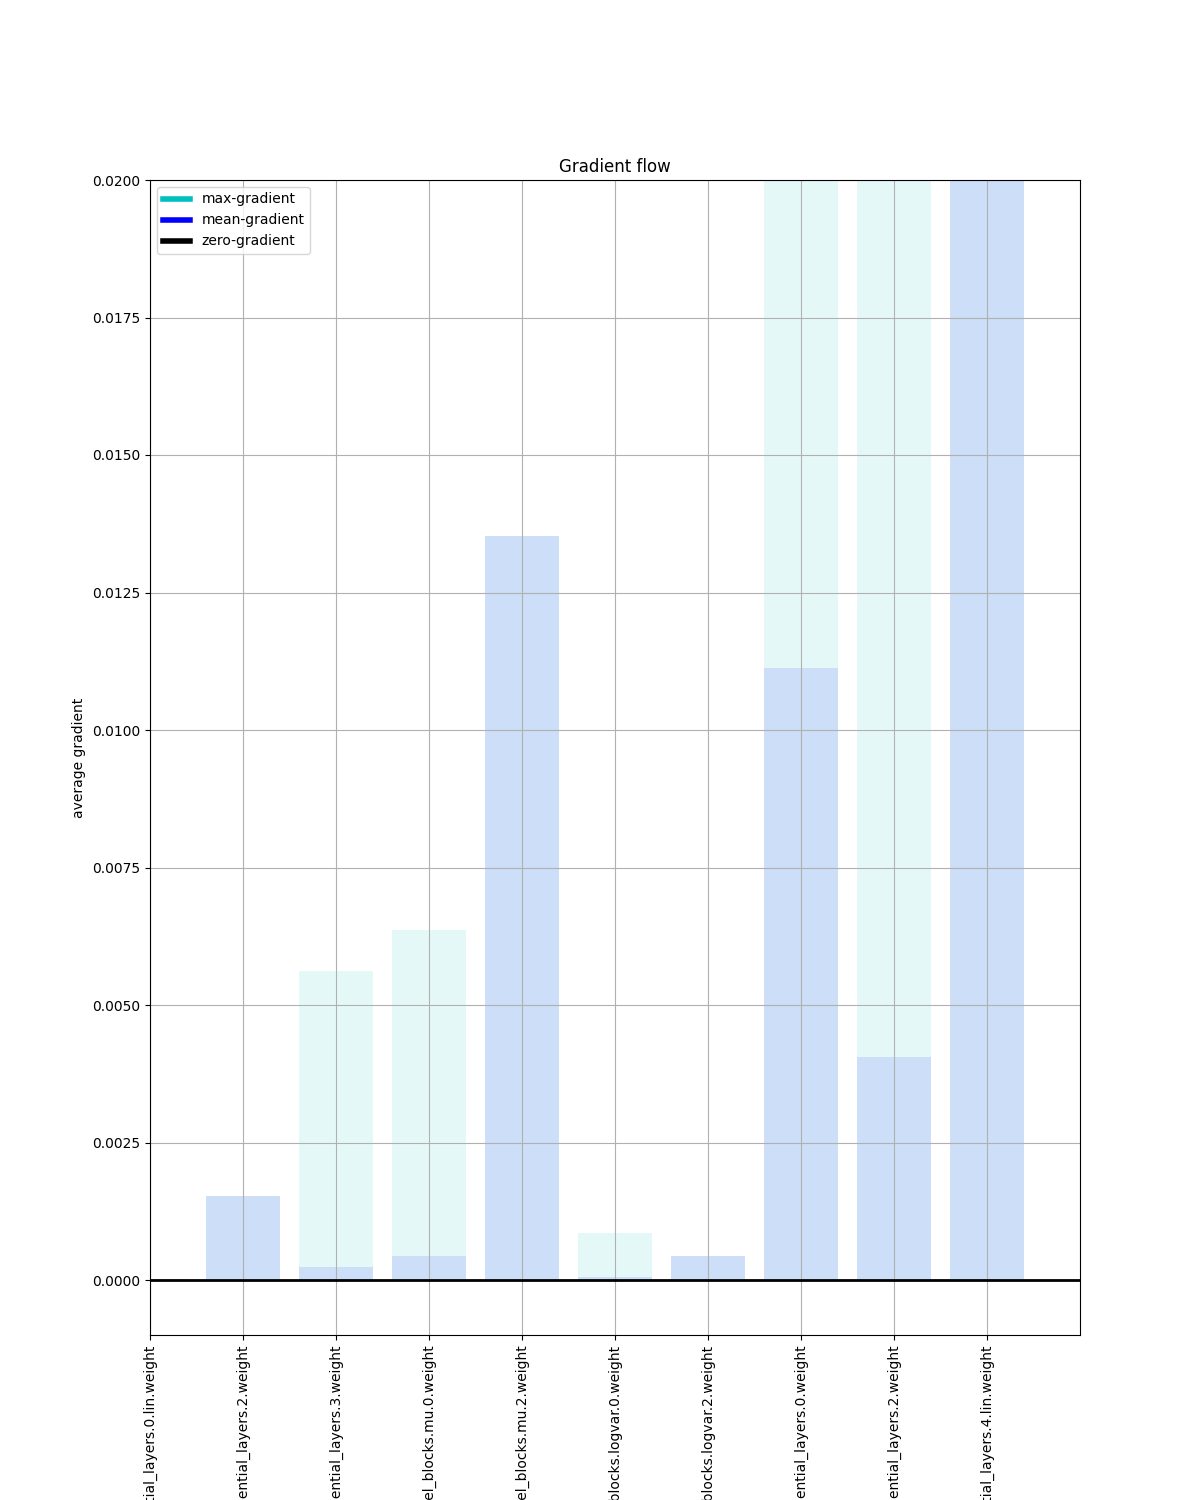 Gradient flow
max-gradient
mean-gradient
zero-gradient
0.0200
0.0175
0.0150
0.0125
0.0100
0.0075
0.0050
0.0025
0.0000
average gradient
tial_layers.0.lin.weight
ential_layers.2.weight
ential_layers.3.weight
el_blocks.mu.0.weight
el_blocks.mu.2.weight
blocks.logvar.0.weight
blocks.logvar.2.weight
ential_layers.0.weight
ential_layers.2.weight
tial_layers.4.lin.weight